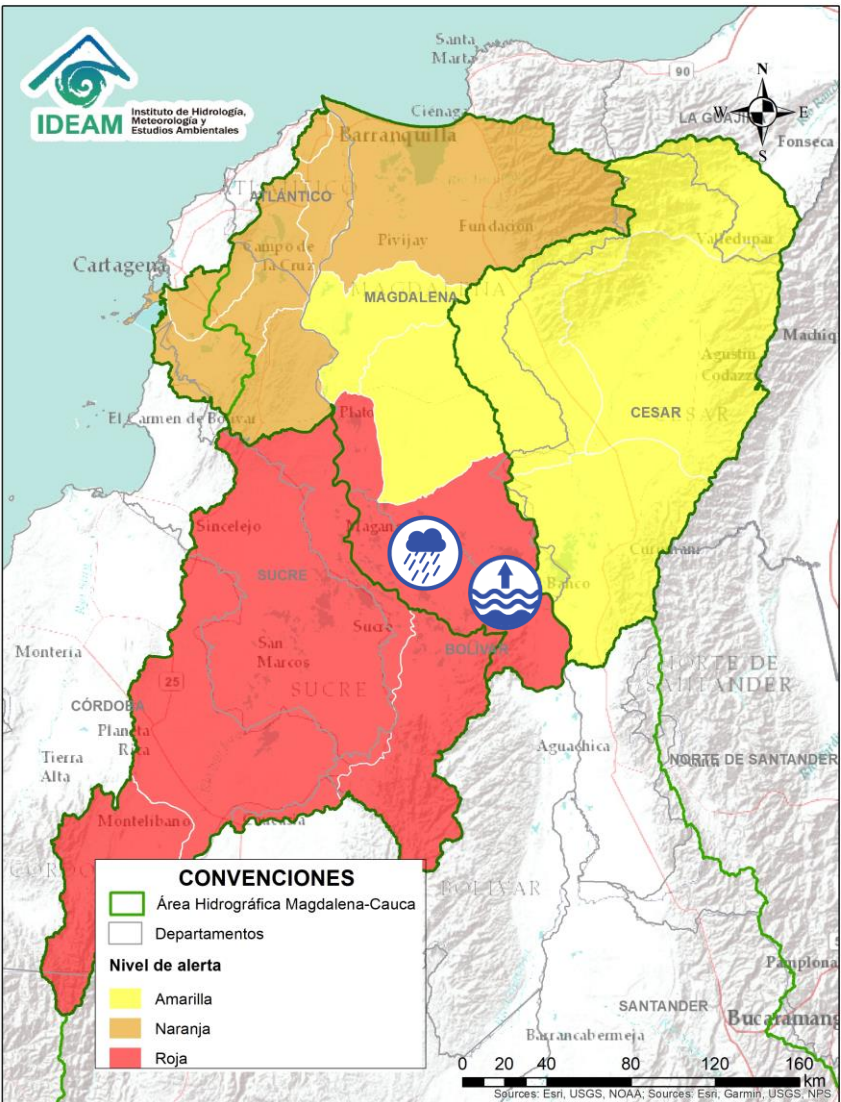 IDEAM
Instituto de Hidrología,
Meteorología y
Estudios Ambientales
Santa
Marta
90
N
W
E
S
Ciénaga
LA GUAJIRA
Barranquilla
Fonseca
ATLÁNTICO
Valledupar
Campo de
la Cruz
Pivijay
Fundación
Cartagena
MAGDALENA
Agustín
Codazzi
El Carmen de Bolívar
Plato
CESAR
Sincelejo
SUCRE
Banco
Sucre
BOLÍVAR
Montería
San
Marcos
SUCRE
25
CÓRDOBA
Planeta
Rica
Tierra
Alta
NORTE DE
SANTANDER
Aguachica
NORTE DE SANTANDER
Montelíbano
BOLÍVAR
CONVENCIONES
Área Hidrográfica Magdalena-Cauca
Departamentos
Nivel de alerta
Amarilla
Naranja
Roja
Pamplona
SANTANDER
Bucaramang
Barrancabermeja
0 20 40 80 120 160
km
Sources: Esri, USGS, NOAA; Sources: Esri, Garmin, USGS, NPS